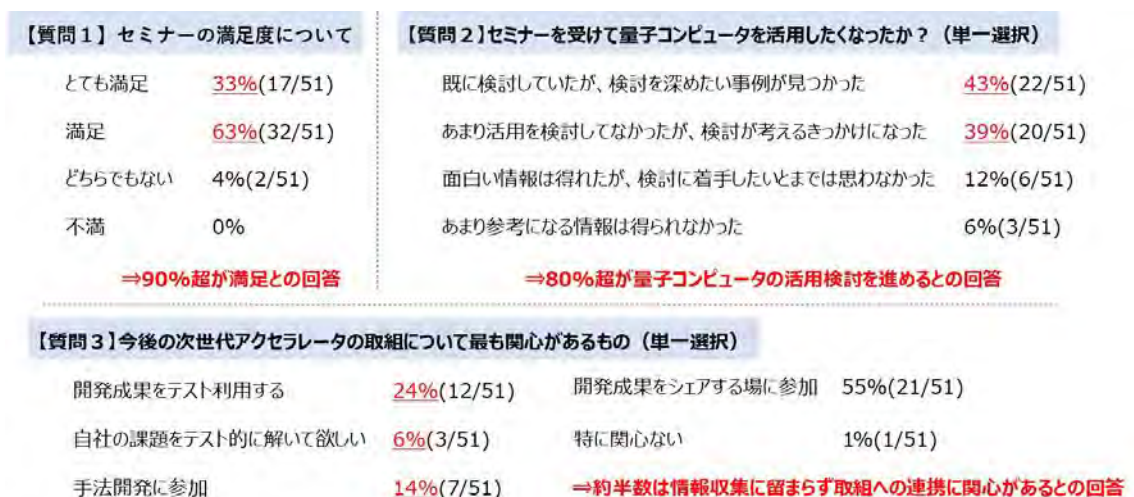 【質問１】セミナーの満足度について
とても満足 33%(17/51)
満足 63%(32/51)
どちらでもない 4%(2/51)
不満 0%
⇒90%超が満足との回答
【質問２】セミナーを受けて量子コンピュータを活用したくなったか？（単一選択）
既に検討していたが、検討を深めたい事例が見つかった 43%(22/51)
あまり活用を検討してなかったが、検討が考えるきっかけになった 39%(20/51)
面白い情報は得れたが、検討に着手したいとまでは思わなかった 12%(6/51)
あまり参考になる情報は得られなかった 6%(3/51)
⇒80%超が量子コンピュータの活用検討を進めるとの回答
【質問３】今後の次世代アクセラレータの取組について最も関心があるもの（単一選択）
開発成果をテスト利用する 24%(12/51)
自社の課題をテスト的に解いて欲しい 6%(3/51)
手法開発に参加 14%(7/51)
開発成果をシェアする場に参加 55%(21/51)
特に関心ない 1%(1/51)
⇒約半数は情報収集に留まらず取組への連携に関心があるとの回答